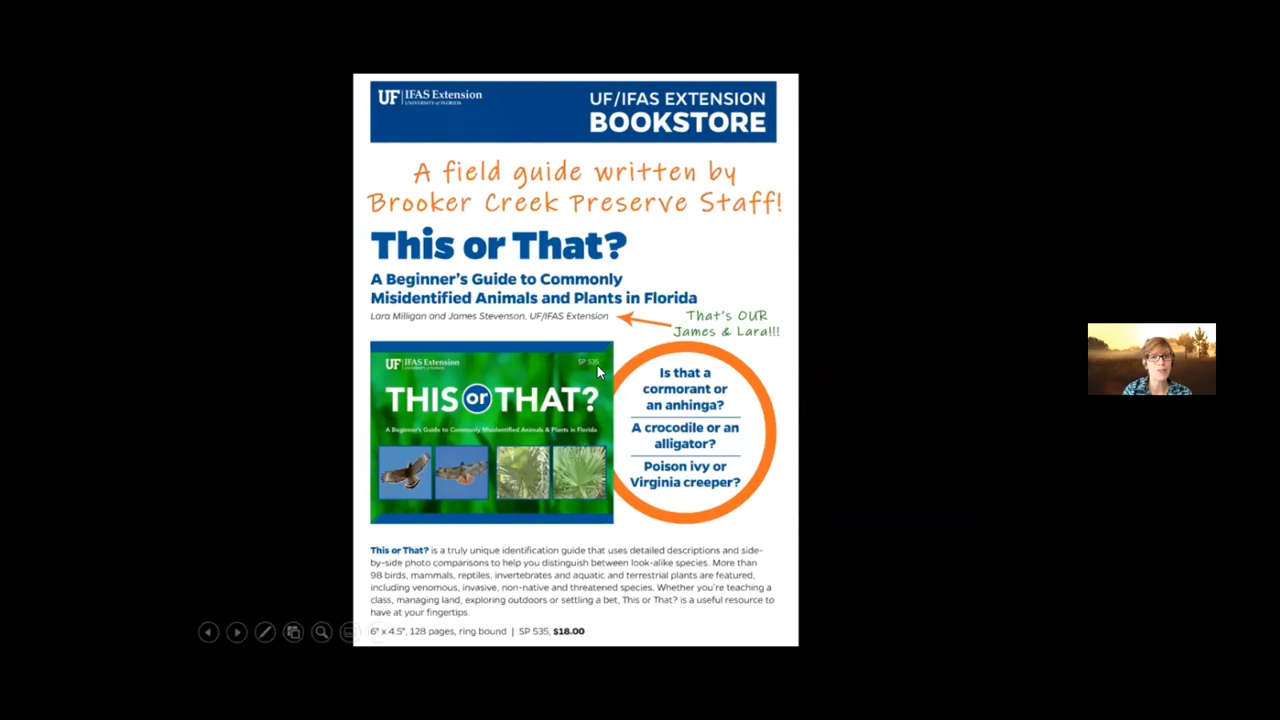 UF IFAS Extension
UNIVERSITY of FLORIDA
UF/IFAS EXTENSION
BOOKSTORE
A field guide written by
Brooker Creek Preserve Staff!
This or That?
A Beginner's Guide to Commonly
Misidentified Animals and Plants in Florida
Lara Milligan and James Stevenson, UF/IFAS Extension
That's OUR
James & Lara!!!
UF IFAS Extension
UNIVERSITY of FLORIDA
SP 535
THIS or THAT?
A Beginner's Guide to Commonly Misidentified Animals & Plants in Florida
Is that a
cormorant or
an anhinga?
A crocodile or an
alligator?
Poison ivy or
Virginia creeper?
This or That? is a truly unique identification guide that uses detailed descriptions and side-
by-side photo comparisons to help you distinguish between look-alike species. More than
98 birds, mammals, reptiles, invertebrates and aquatic and terrestrial plants are featured,
including venomous, invasive, non-native and threatened species. Whether you're teaching a
class, managing land, exploring outdoors or settling a bet, This or That? is a useful resource to
have at your fingertips.
6" x 4.5", 128 pages, ring bound | SP 535, $18.00